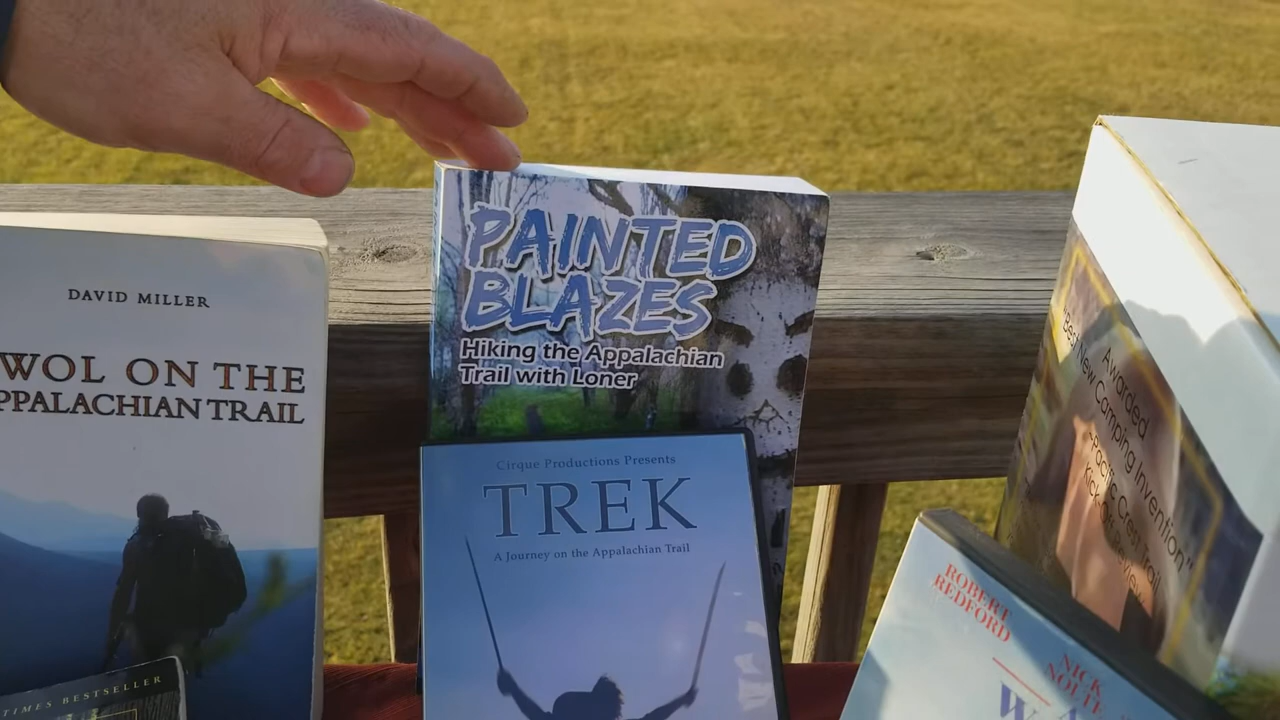 DAVID MILLER
WOL ON THE
PPALACHIAN TRAIL
TIMES BESTSELLER
PAINTED
BLAZES
Hiking the Appalachian
Trail with Loner
Cirque Productions Presents
TREK
A Journey on the Appalachian Trail
Awarded
"Best New Camping Invention"
~Pacific Crest Trail
Kick-Off Review
ROBERT
REDFORD
NICK
NOLTE